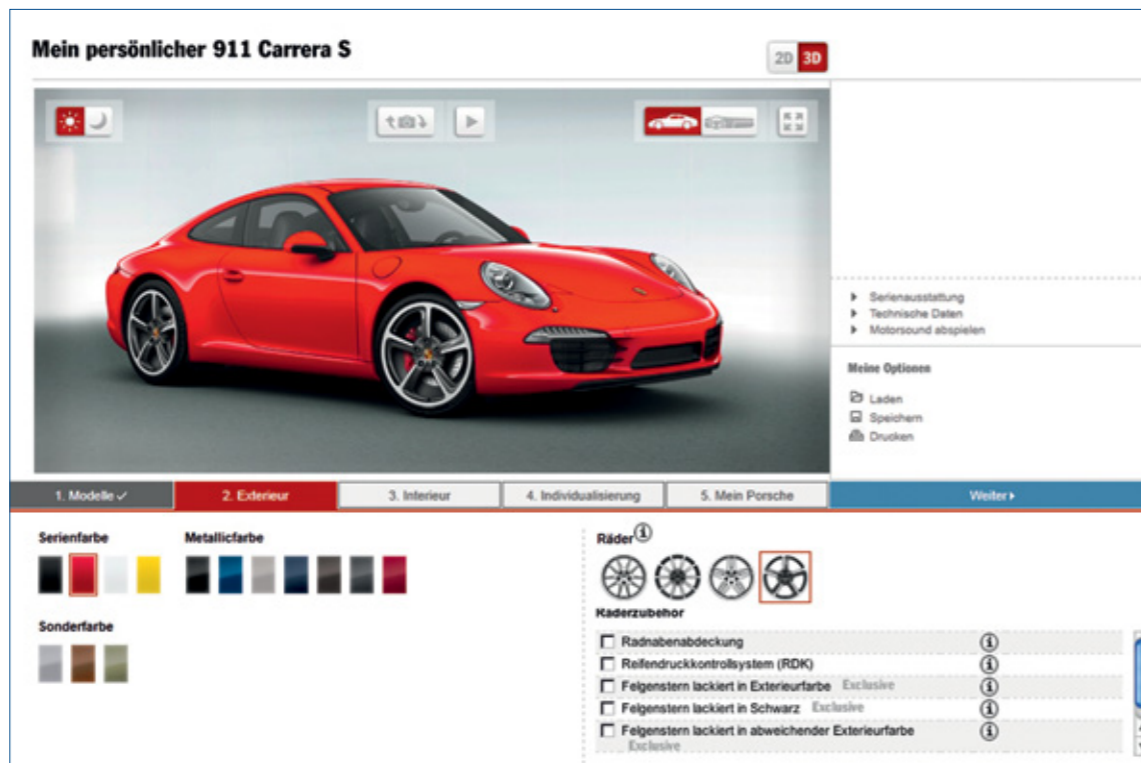 Mein persönlicher 911 Carrera S
2D 3D
Serienausstattung
Technische Daten
Motorsound abspielen
Meine Optionen
Laden
Speichern
Drucken
1. Modelle ✓
2. Exterieur
3. Interieur
4. Individualisierung
5. Mein Porsche
Weiter
Serienfarbe
Metallicfarbe
Sonderfarbe
Räder
Räderzubehör
Radnabenabdeckung
Reifendruckkontrollsystem (RDK)
Felgenstern lackiert in Exterieurfarbe Exclusive
Felgenstern lackiert in Schwarz Exclusive
Felgenstern lackiert in abweichender Exterieurfarbe
Exclusive